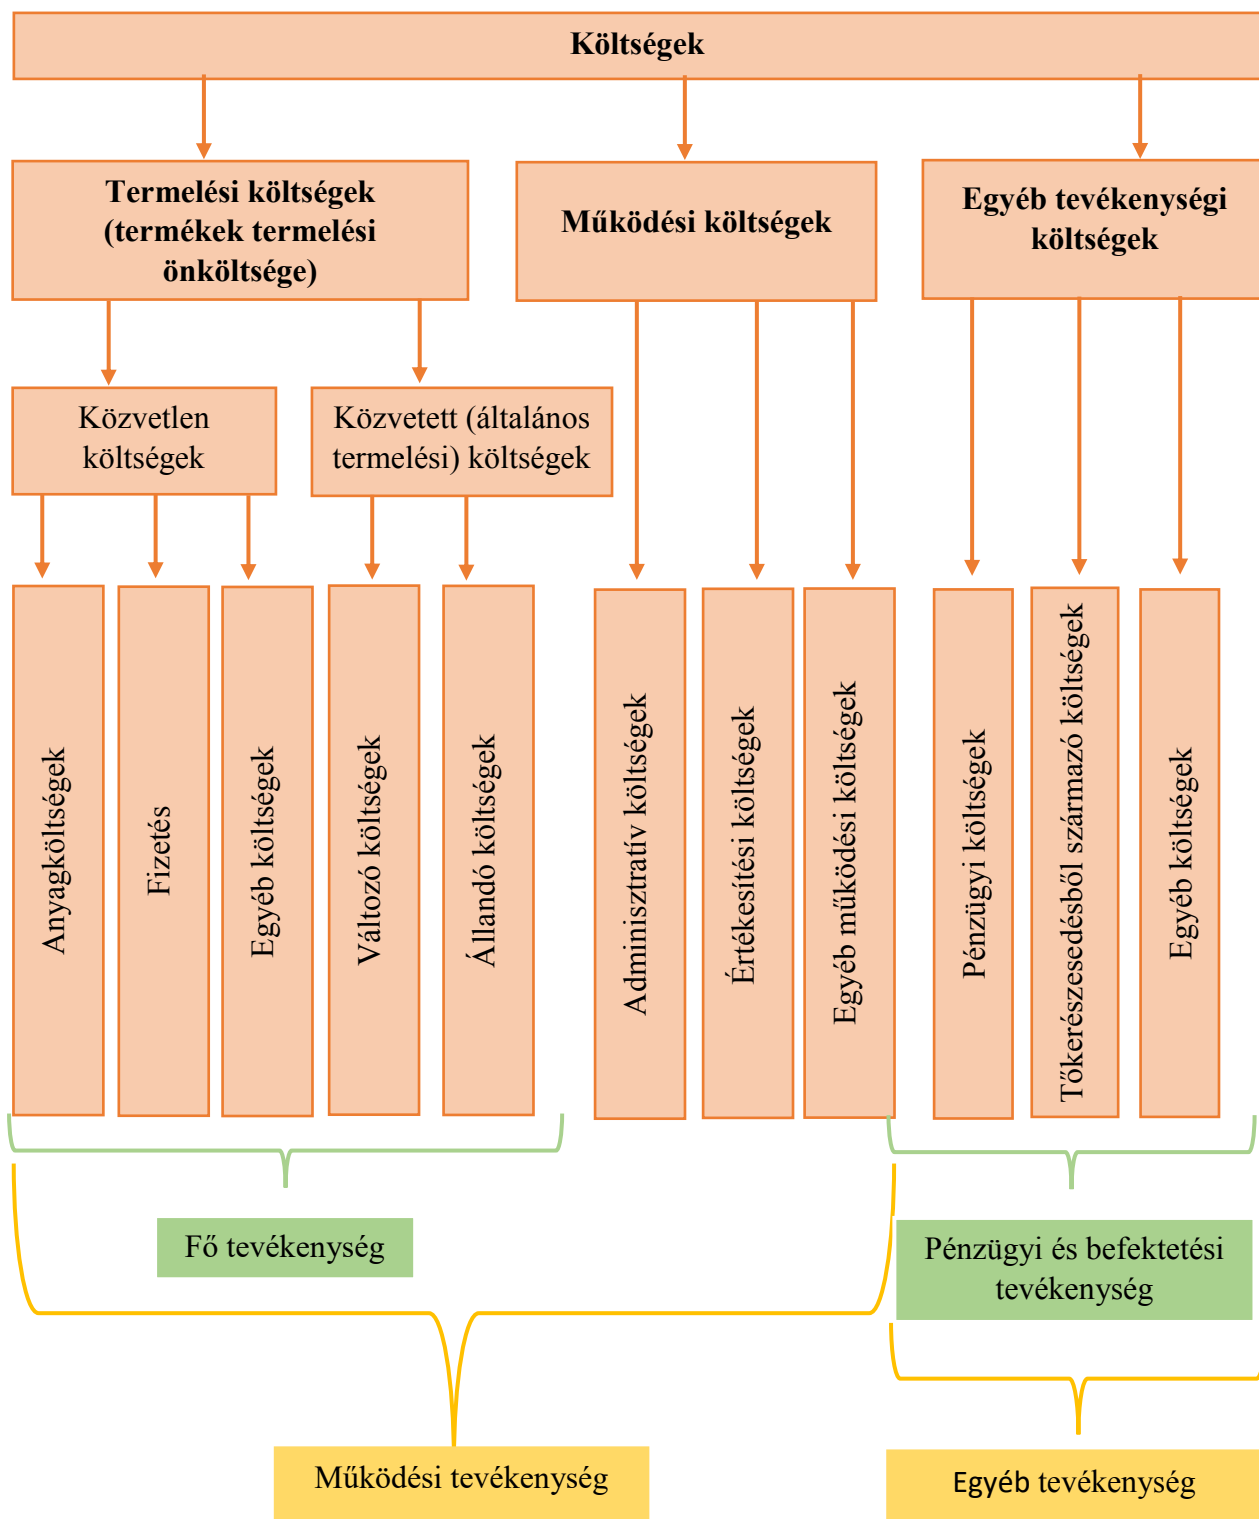 Költségek
Termelési költségek
(termékek termelési
önköltsége)
Működési költségek
Egyéb tevékenységi
költségek
Közvetlen
költségek
Közvetett (általános
termelési) költségek
Anyagköltségek
Fizetés
Egyéb költségek
Változó költségek
Állandó költségek
Adminisztratív költségek
Értékesítési költségek
Egyéb működési költségek
Pénzügyi költségek
Tőkerészesedésből származó költségek
Egyéb költségek
Fő tevékenység
Pénzügyi és befektetési
tevékenység
Működési tevékenység
Egyéb tevékenység